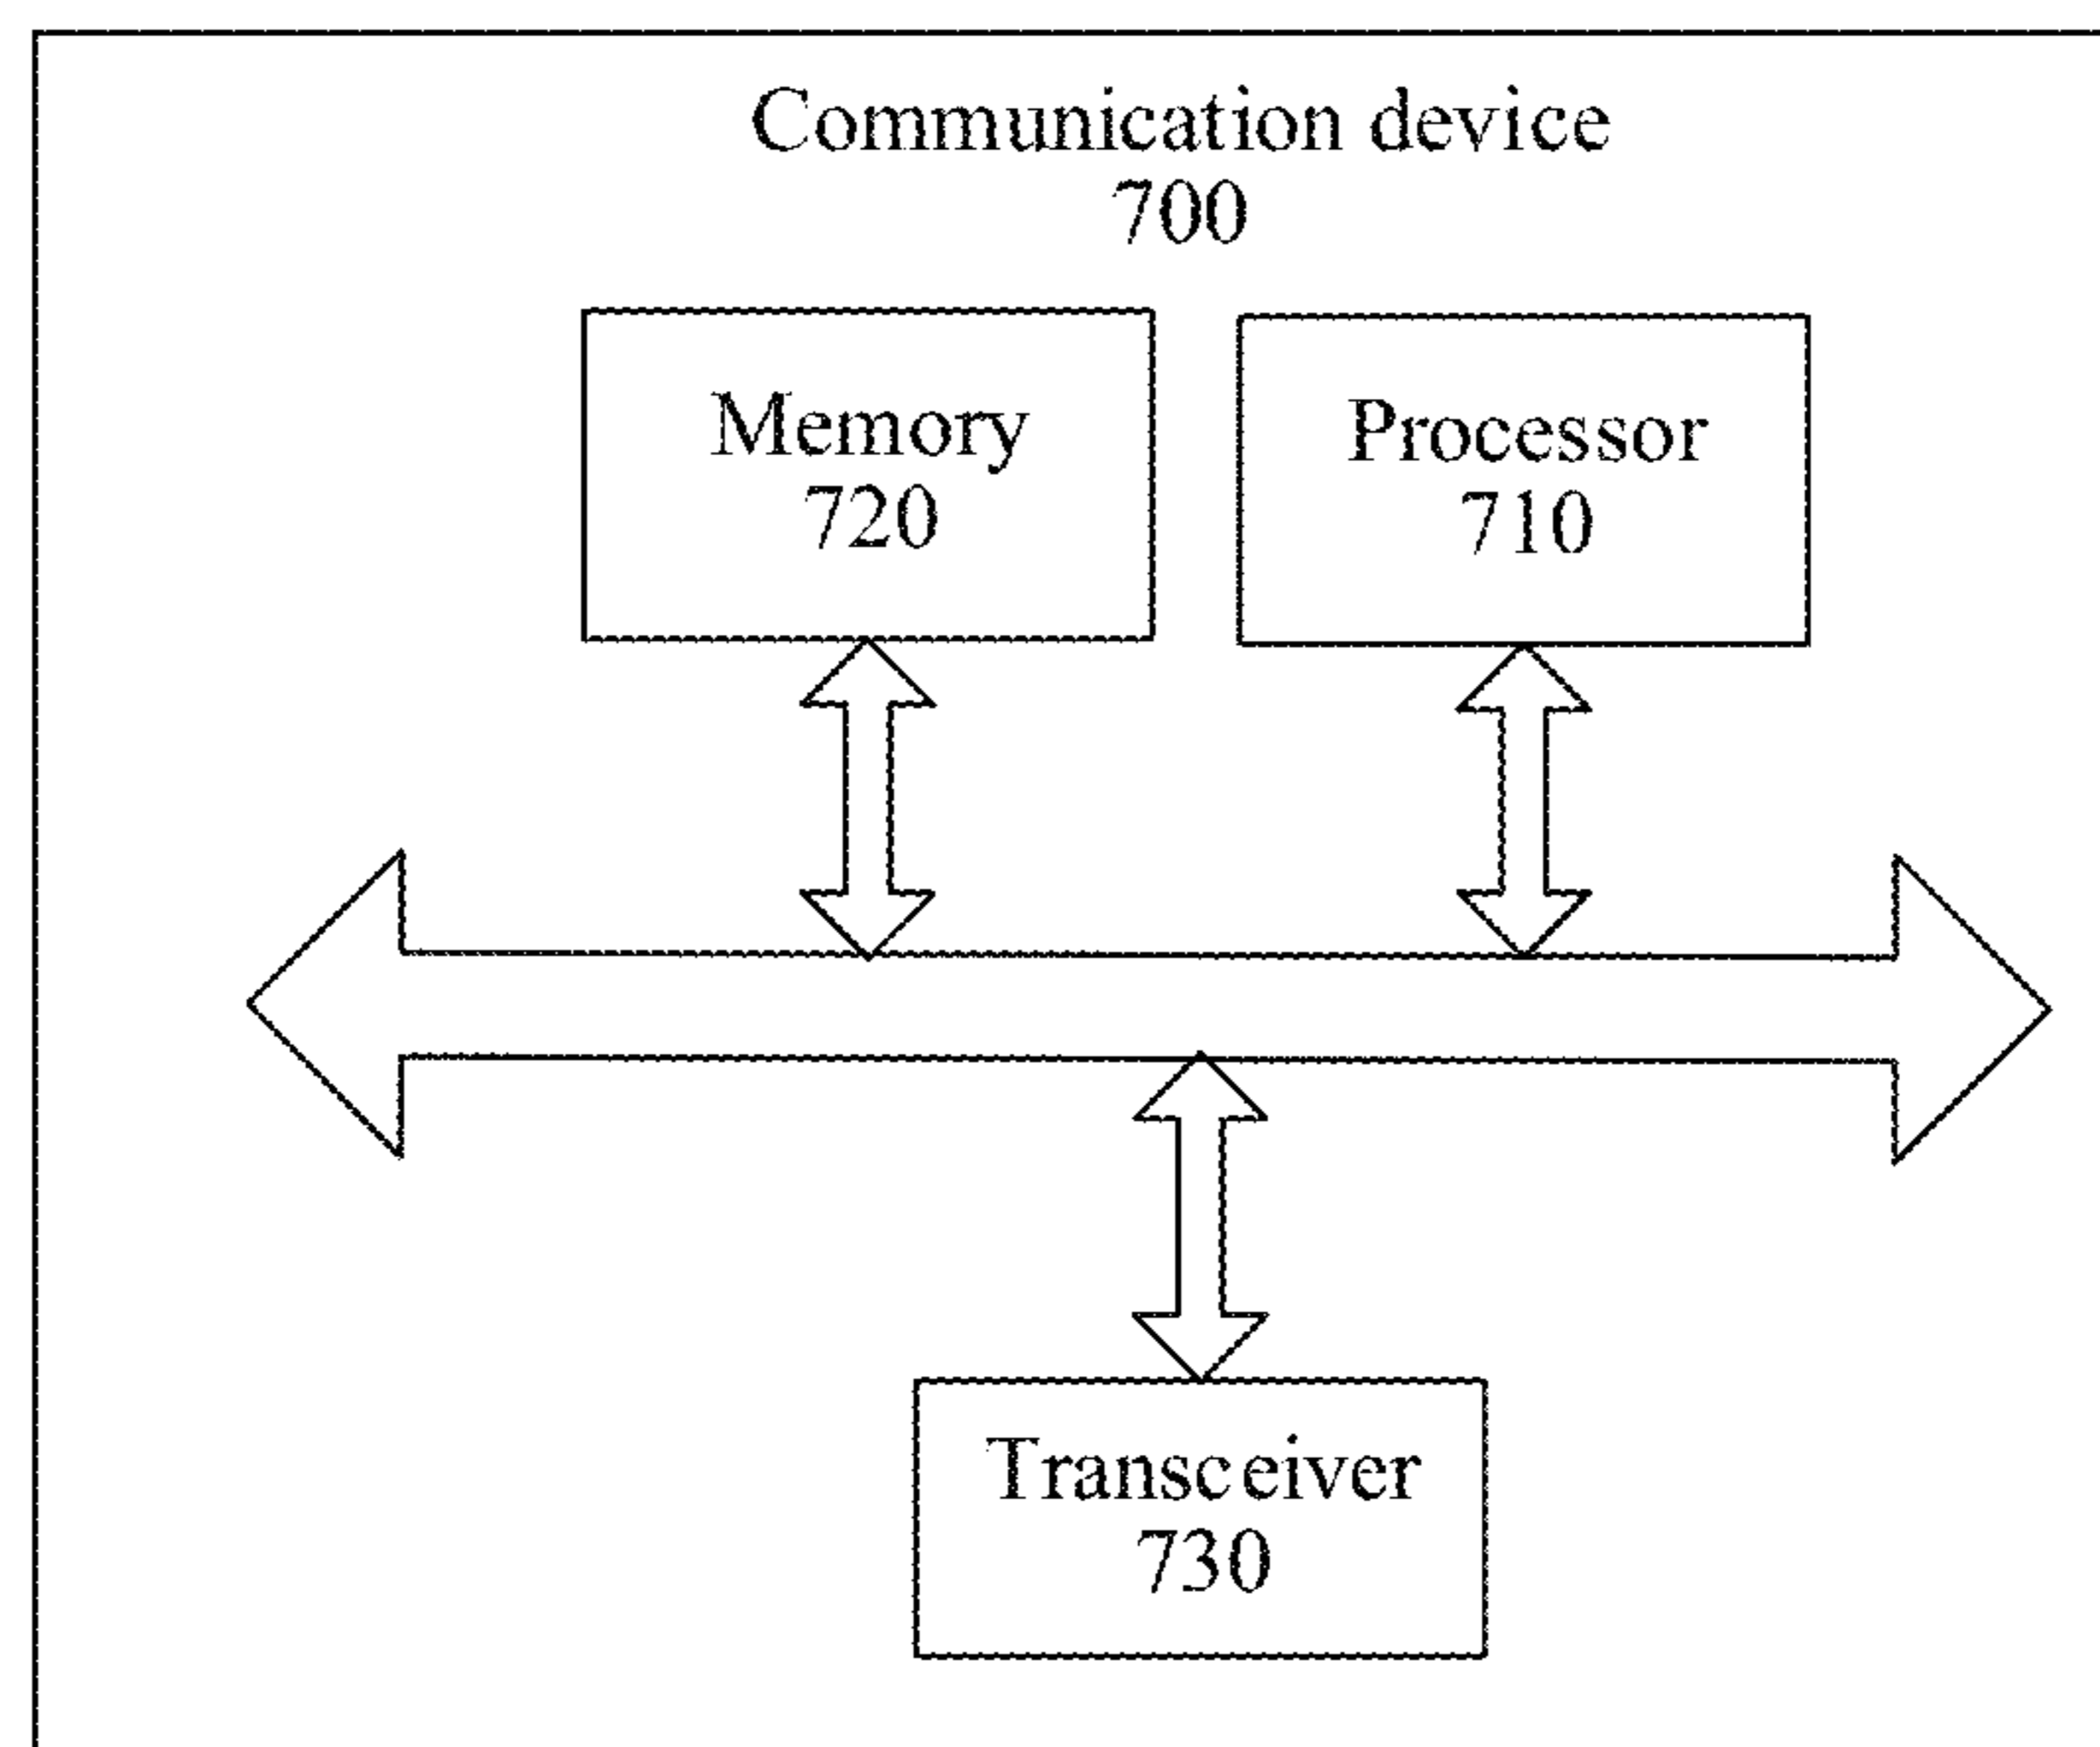 Communication device
700
Memory
720
Processor
710
Transceiver
730